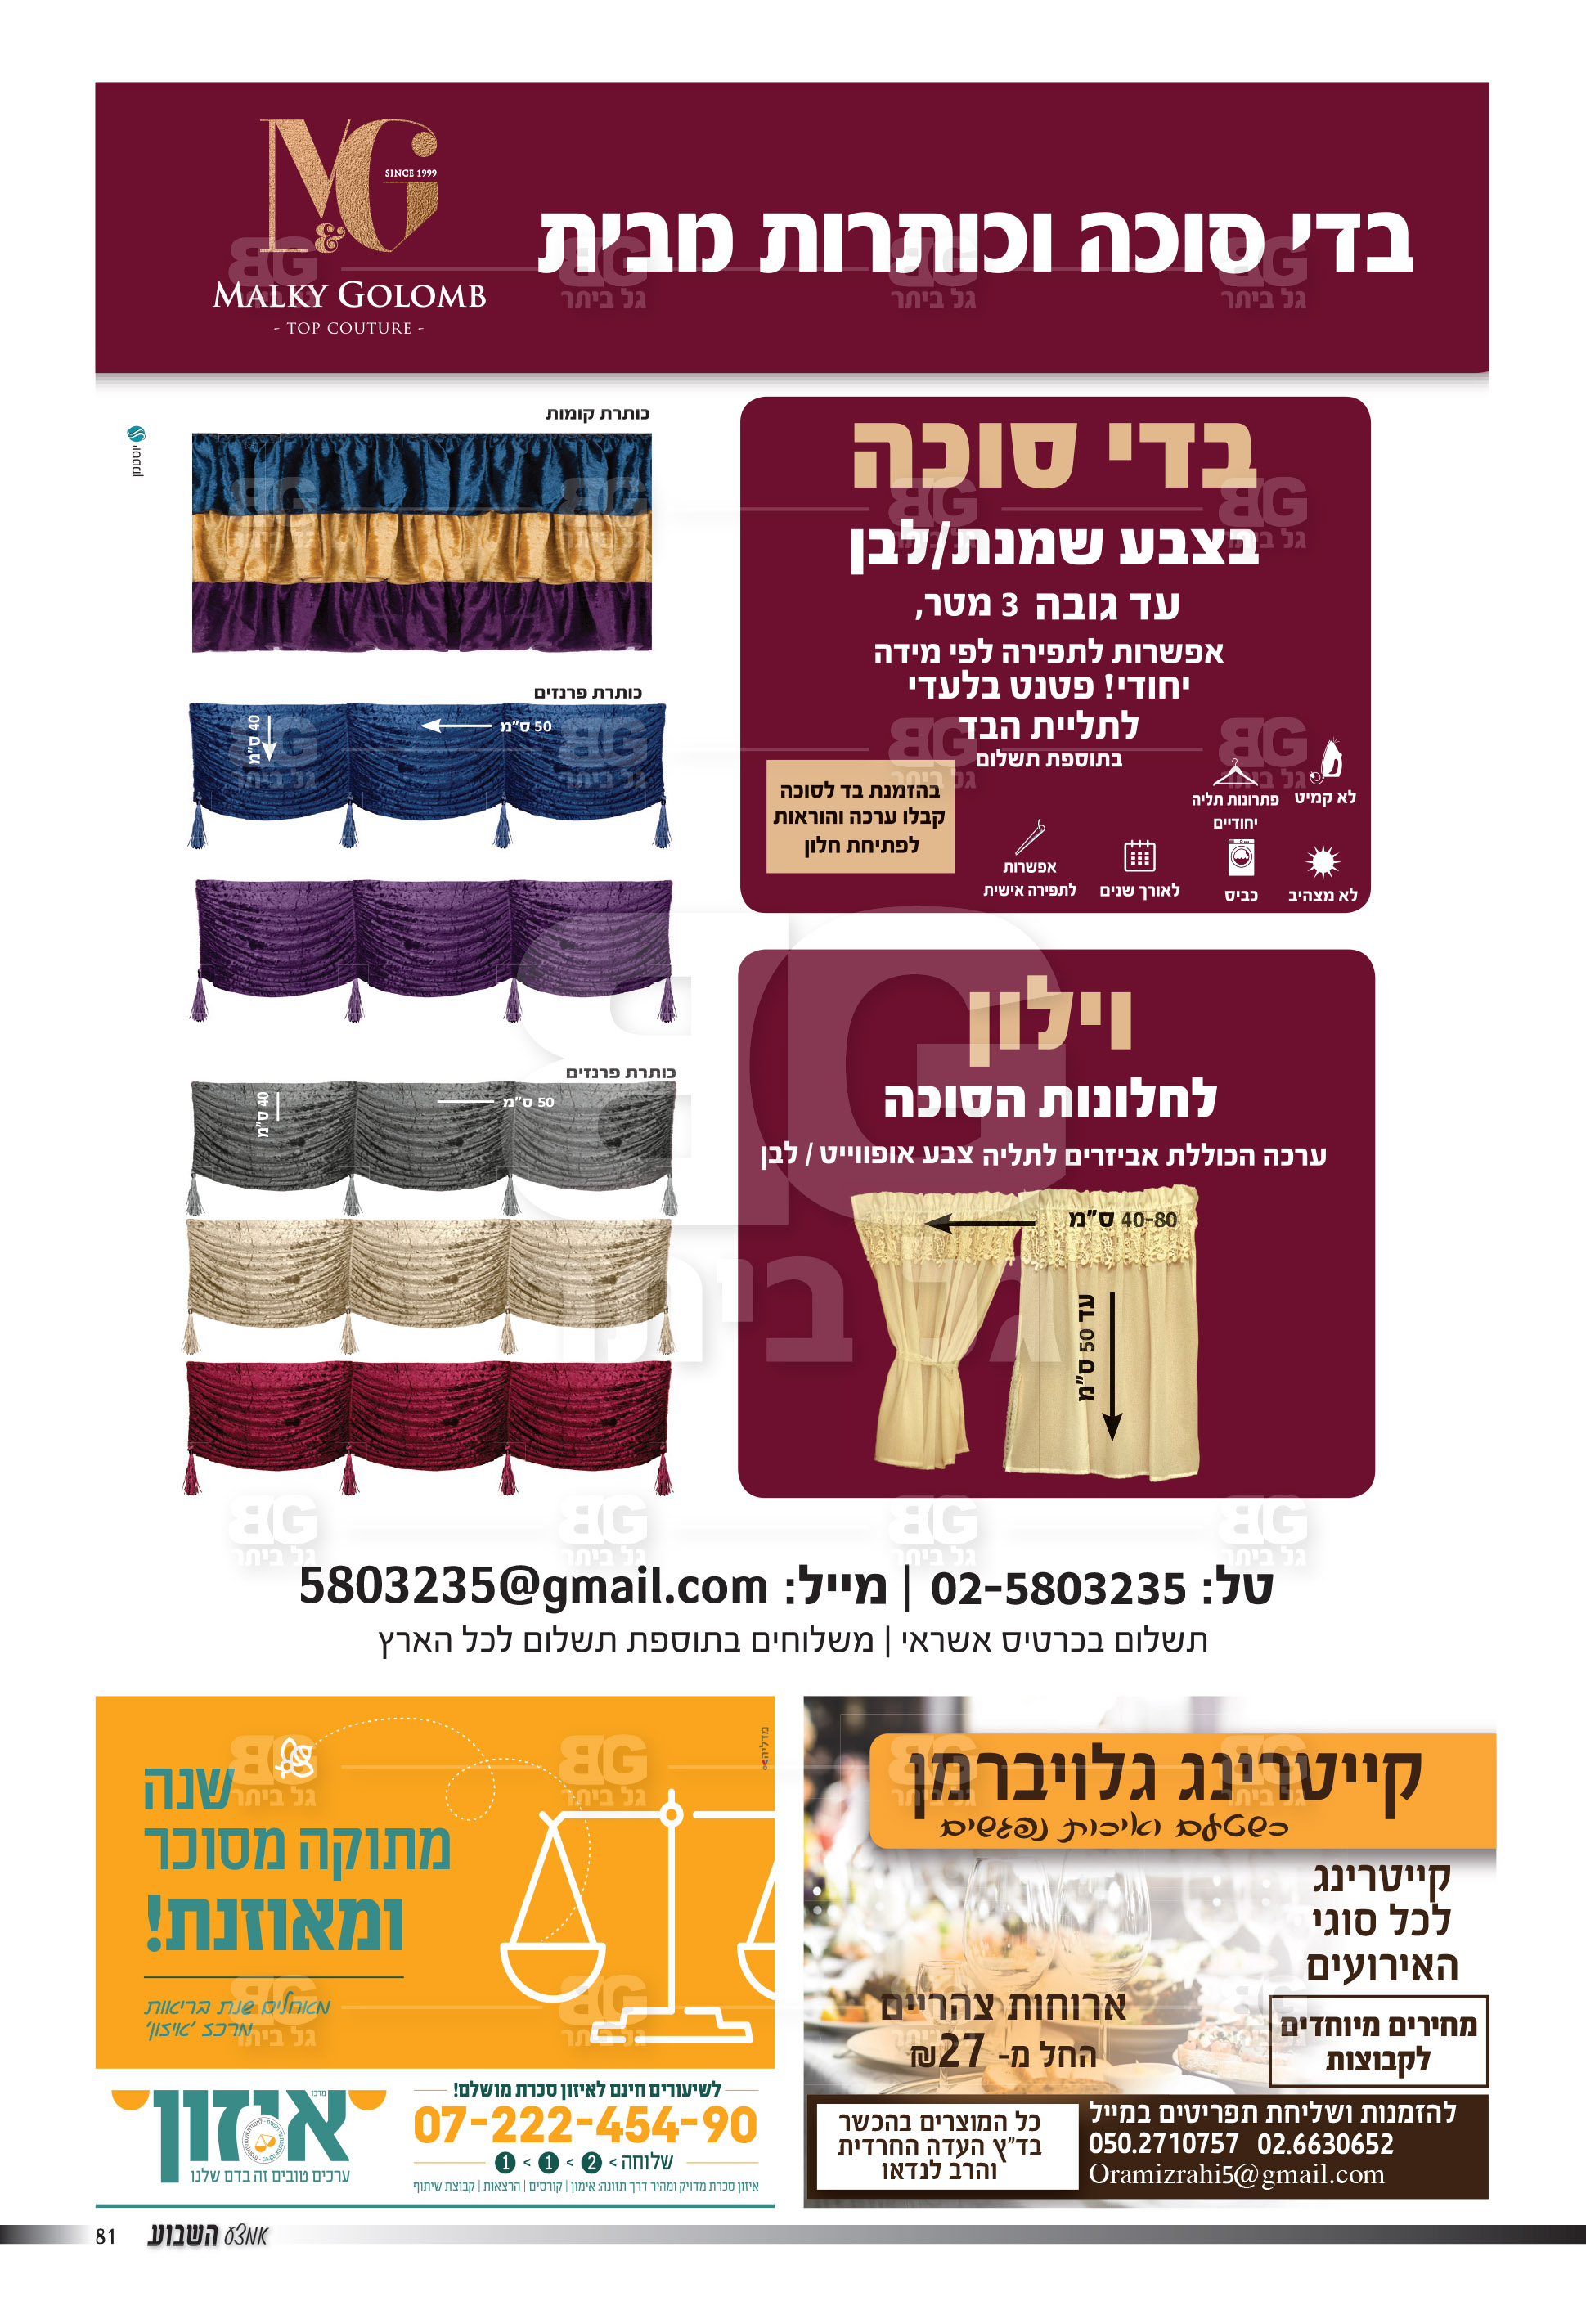 בדי סוכה וכותרות מבית
M&G
SINCE 1999
MALKY GOLOMB
- TOP COUTURE -
בדי סוכה
בצבע שמנת/לבן
עד גובה 3 מטר,
אפשרות לתפירה לפי מידה
יחודי! פטנט בלעדי
לתליית הבד
בתוספת תשלום
בהזמנת בד לסוכה
קבלו ערכה והוראות
לפתיחת חלון
לא קמיט
פתרונות תליה
יחודיים
לא מצהיב
כביס
לאורך שנים
אפשרות
לתפירה אישית
כותרת קומות
יוסטמן
כותרת פרנזים
50 ס"מ
40 ס"מ
כותרת פרנזים
50 ס"מ
40 ס"מ
וילון
לחלונות הסוכה
ערכה הכוללת אביזרים לתליה צבע אופווייט / לבן
40-80 ס"מ
עד 50 ס"מ
טל: 02-5803235 | מייל: 5803235@gmail.com
תשלום בכרטיס אשראי | משלוחים בתוספת תשלום לכל הארץ
קייטרינג גלויברמן
כשטעם ואיכות נפגשים
קייטרינג
לכל סוגי
האירועים
ארוחות צהריים
החל מ- 27₪
מחירים מיוחדים
לקבוצות
להזמנות ושליחת תפריטים במייל
050.2710757 02.6630652
Oramizrahi5@gmail.com
כל המוצרים בהכשר
בד"ץ העדה החרדית
והרב לנדאו
מדליה
שנה
מתוקה מסוכר
ומאוזנת!
מאחלים שנת בריאות
מרכז 'איזון'
לשיעורים חינם לאיזון סכרת מושלם!
07-222-454-90
שלוחה > 2 > 1 > 1
איזון סכרת מדויק ומהיר דרך תזונה: אימון | קורסים | הרצאות | קבוצת שיתוף
מרכז
איזון
ערכים טובים זה בדם שלנו
81
אמצע השבוע
BG
גל ביתר